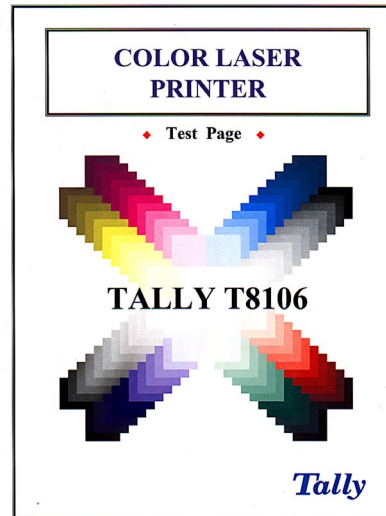 COLOR LASER
PRINTER
Test Page
TALLY T8106
Tally